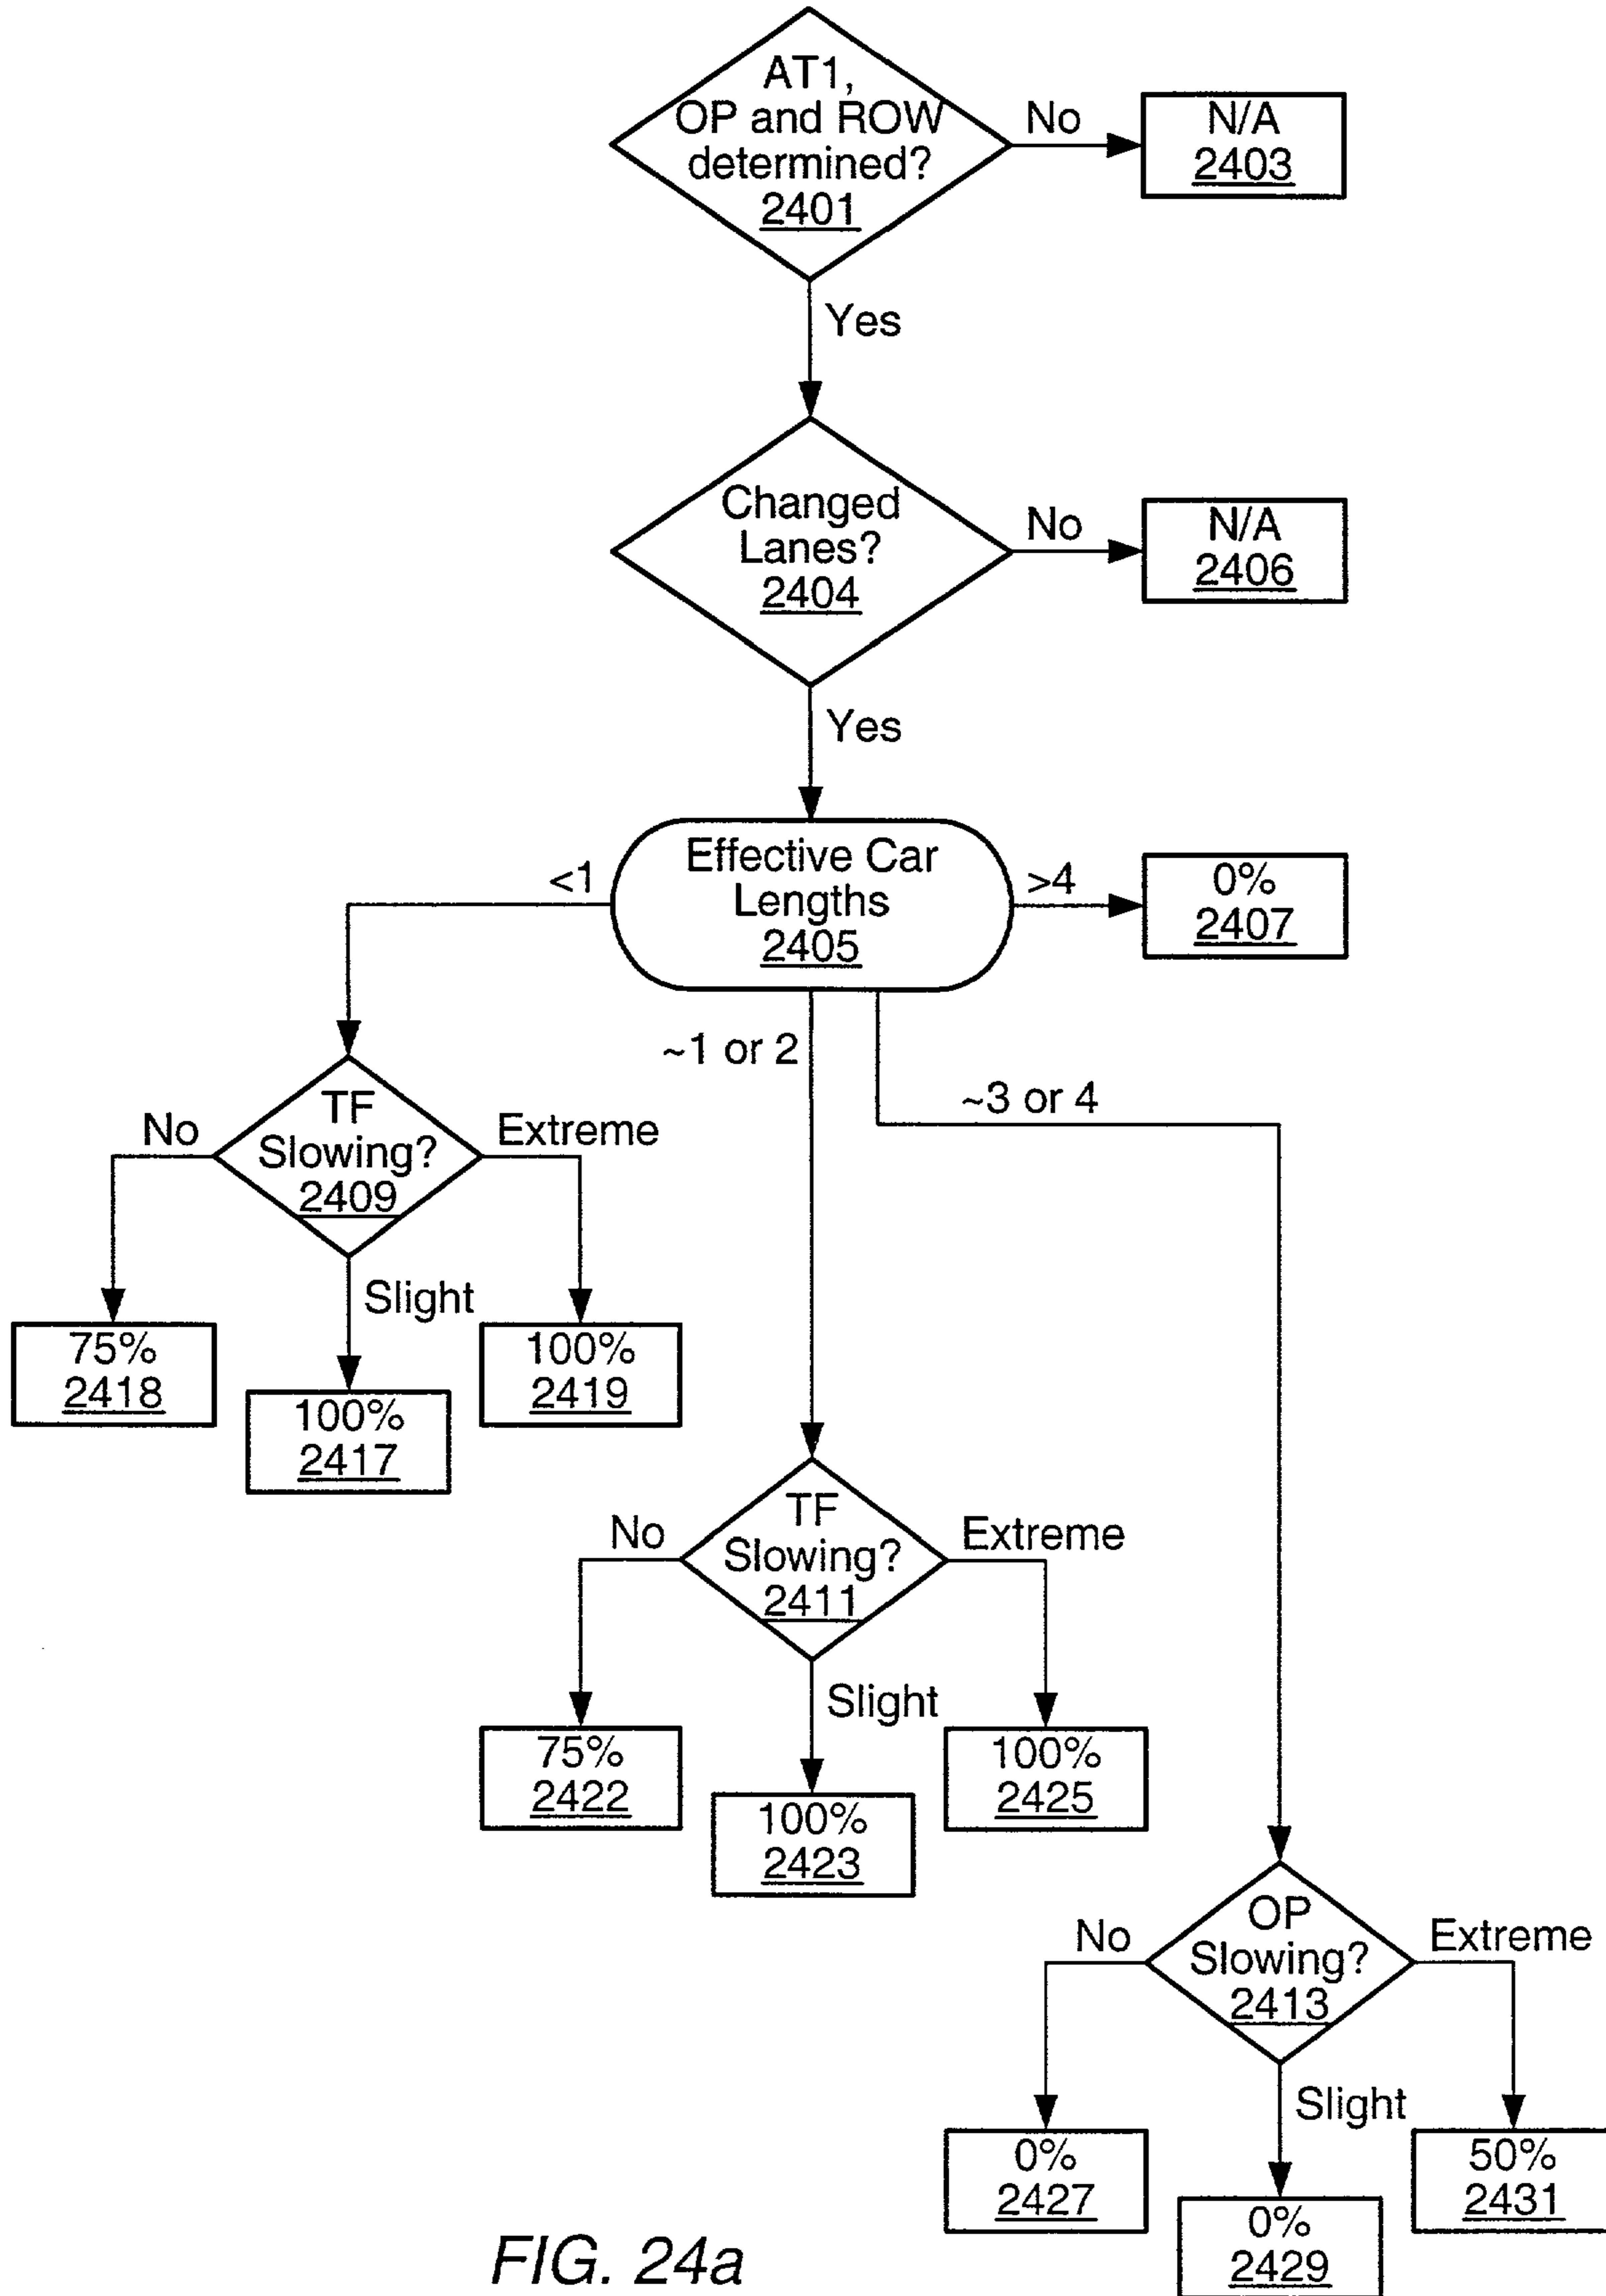 AT1,
OP and ROW
determined?
2401
No
N/A
2403
Yes
Changed
Lanes?
2404
No
N/A
2406
Yes
Effective Car
Lengths
2405
<1
>4
0%
2407
~1 or 2
~3 or 4
TF
Slowing?
2409
No
Extreme
Slight
75%
2418
100%
2417
100%
2419
TF
Slowing?
2411
No
Extreme
Slight
75%
2422
100%
2423
100%
2425
OP
Slowing?
2413
No
Extreme
Slight
0%
2427
0%
2429
50%
2431
FIG. 24a